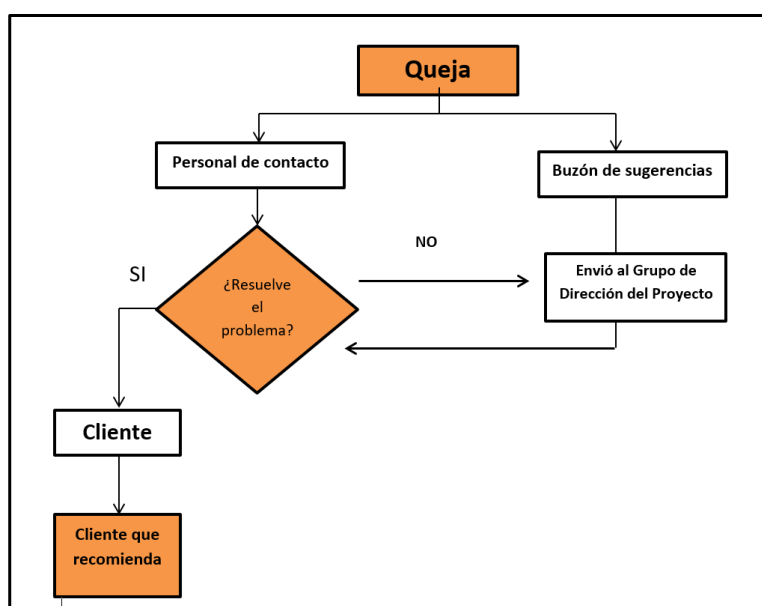 Queja
Personal de contacto
Buzón de sugerencias
NO
SI
¿Resuelve
el
problema?
Envió al Grupo de
Dirección del Proyecto
Cliente
Cliente que
recomienda